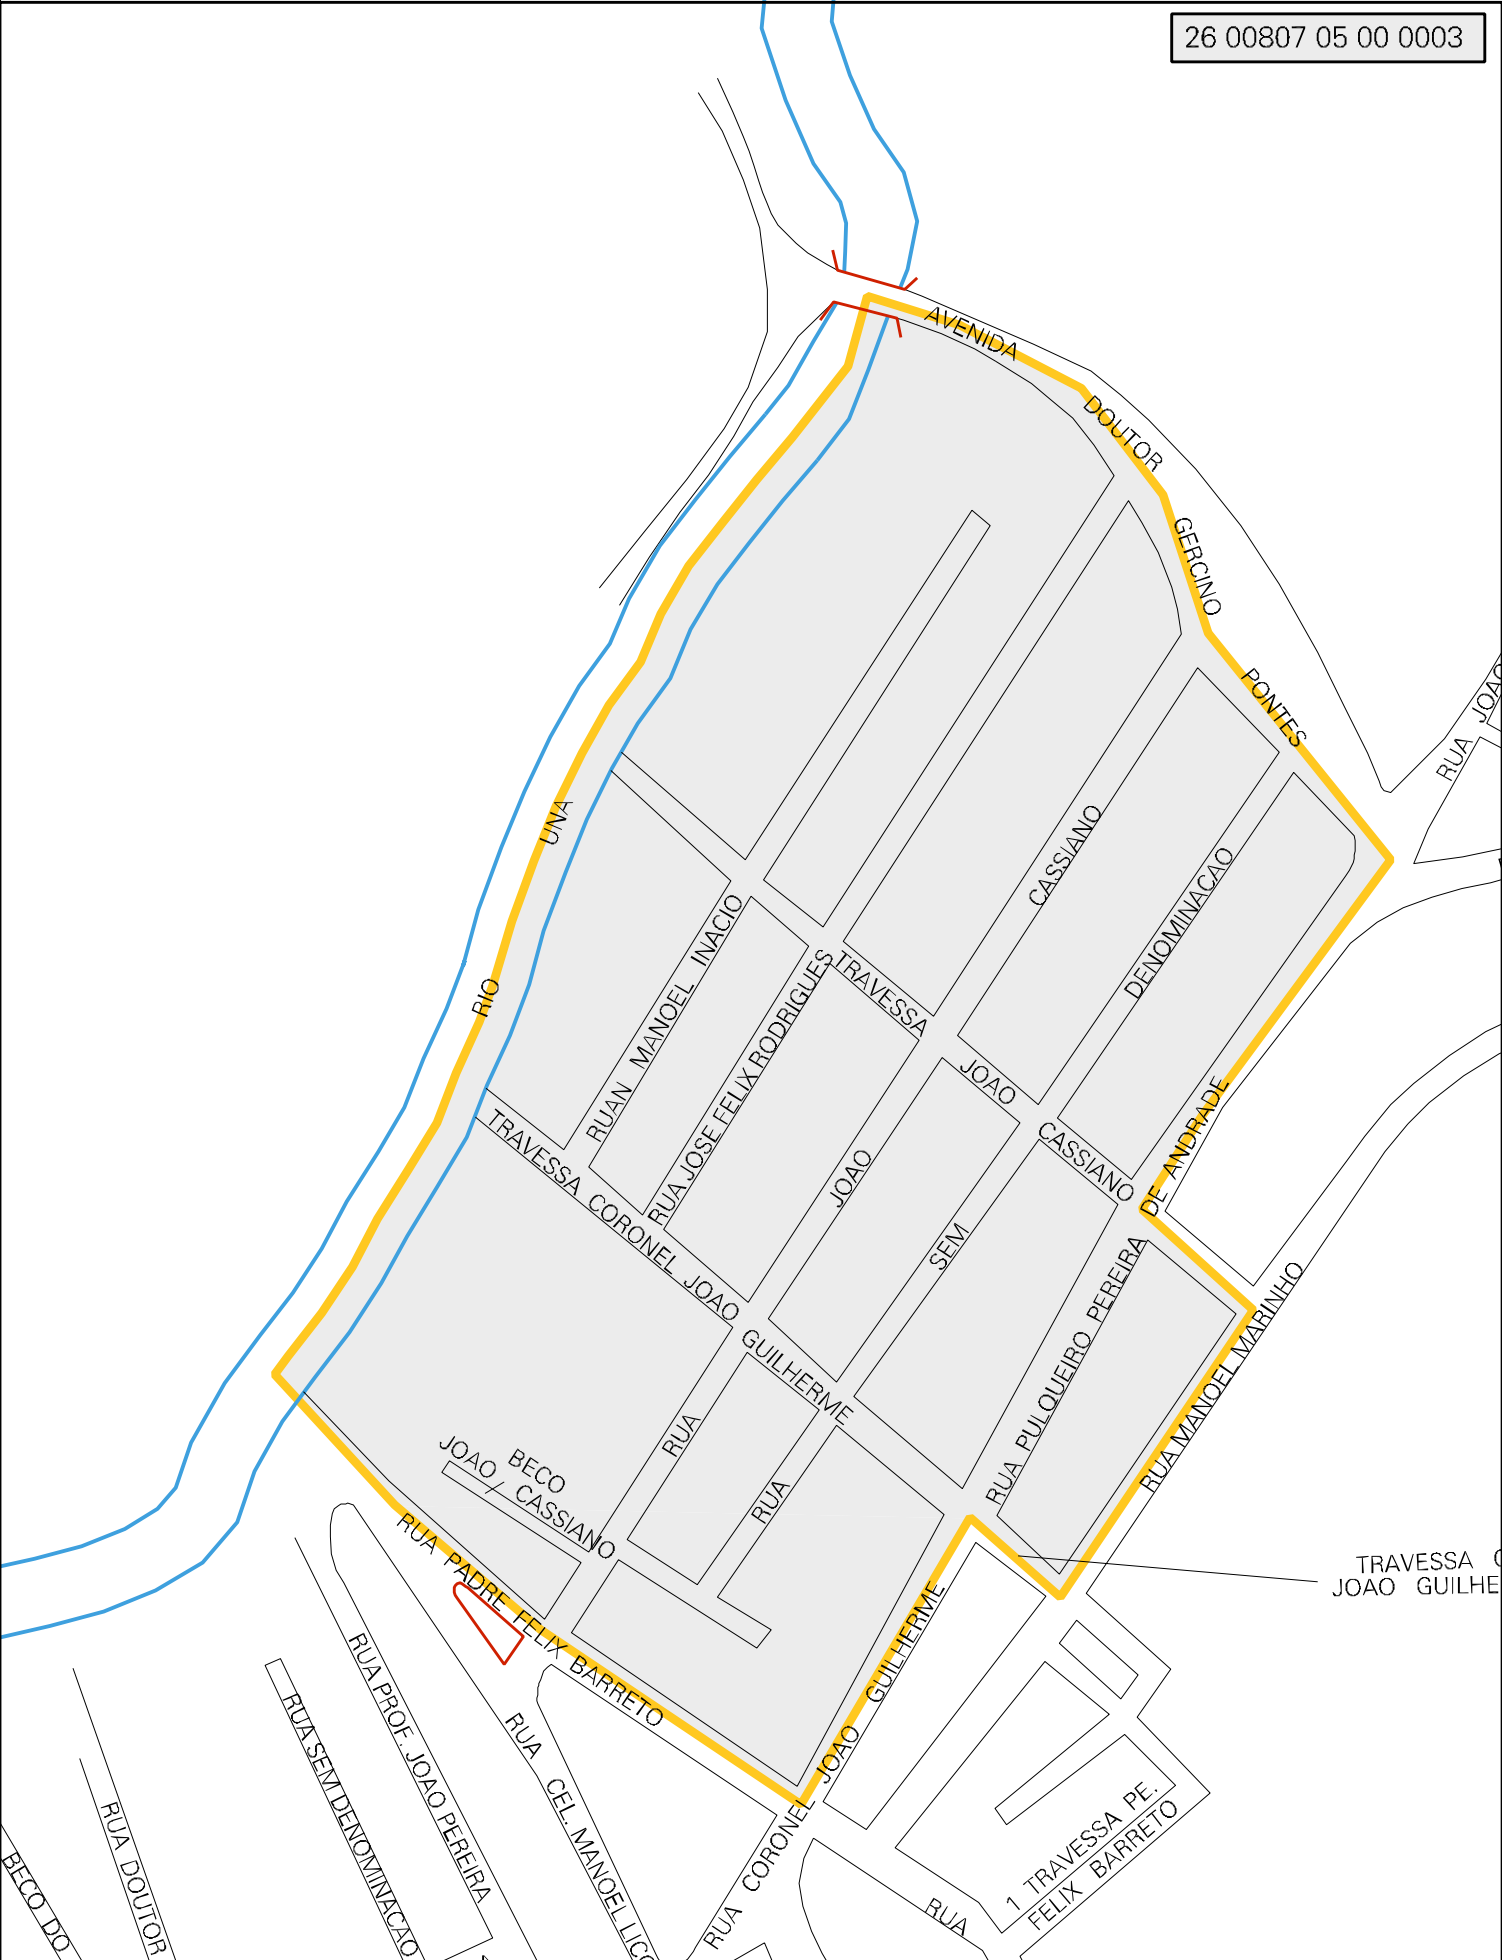 26 00807 05 00 0003
AVENIDA DOUTOR GERCINO PONTES
RUA
RIO UNA
CASSIANO
DENOMINACAO
RUAN MANOEL INACIO
RUA JOSE FELIX RODRIGUES
TRAVESSA JOAO CASSIANO
RUA PULQUEIRO PEREIRA DE ANDRADE
TRAVESSA CORONEL JOAO GUILHERME
JOAO
SEM
RUA MANOEL MARINHO
RUA
RUA
BECO
JOAO CASSIANO
RUA PADRE FELIX BARRETO
TRAVESSA
JOAO GUILHE
RUA CORONEL JOAO GUILHERME
RUA PROF. JOAO PEREIRA
RUA SEM DENOMINACAO
RUA CEL. MANOEL LICO
RUA DOUTOR
BECO DO
1 TRAVESSA PE.
FELIX BARRETO
RUA